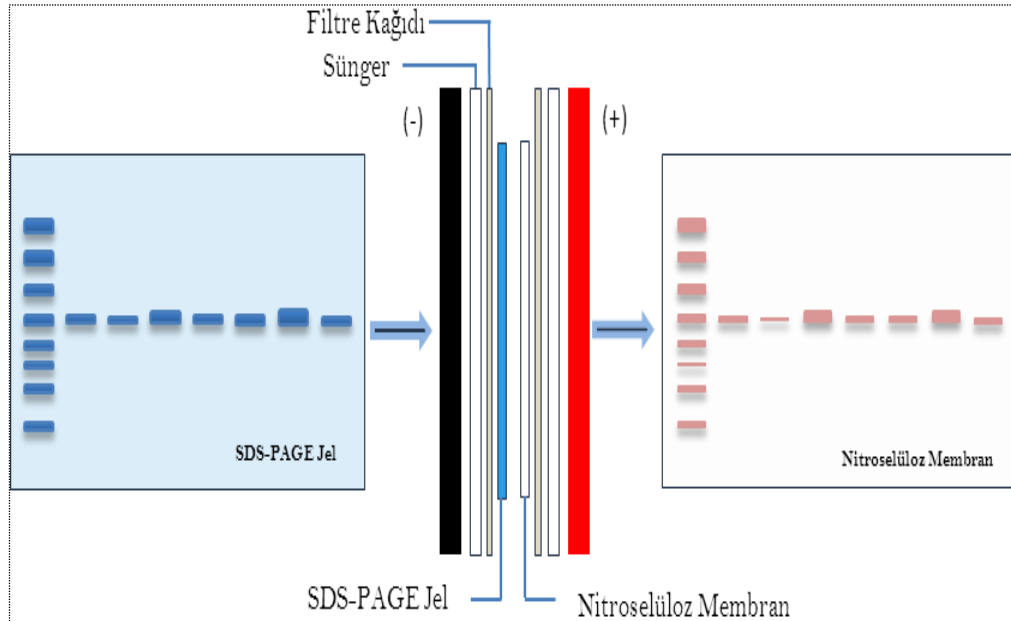 Filtre Kağıdı
Sünger
(-)
(+)
SDS-PAGE Jel
Nitroselüloz Membran
SDS-PAGE Jel
Nitroselüloz Membran